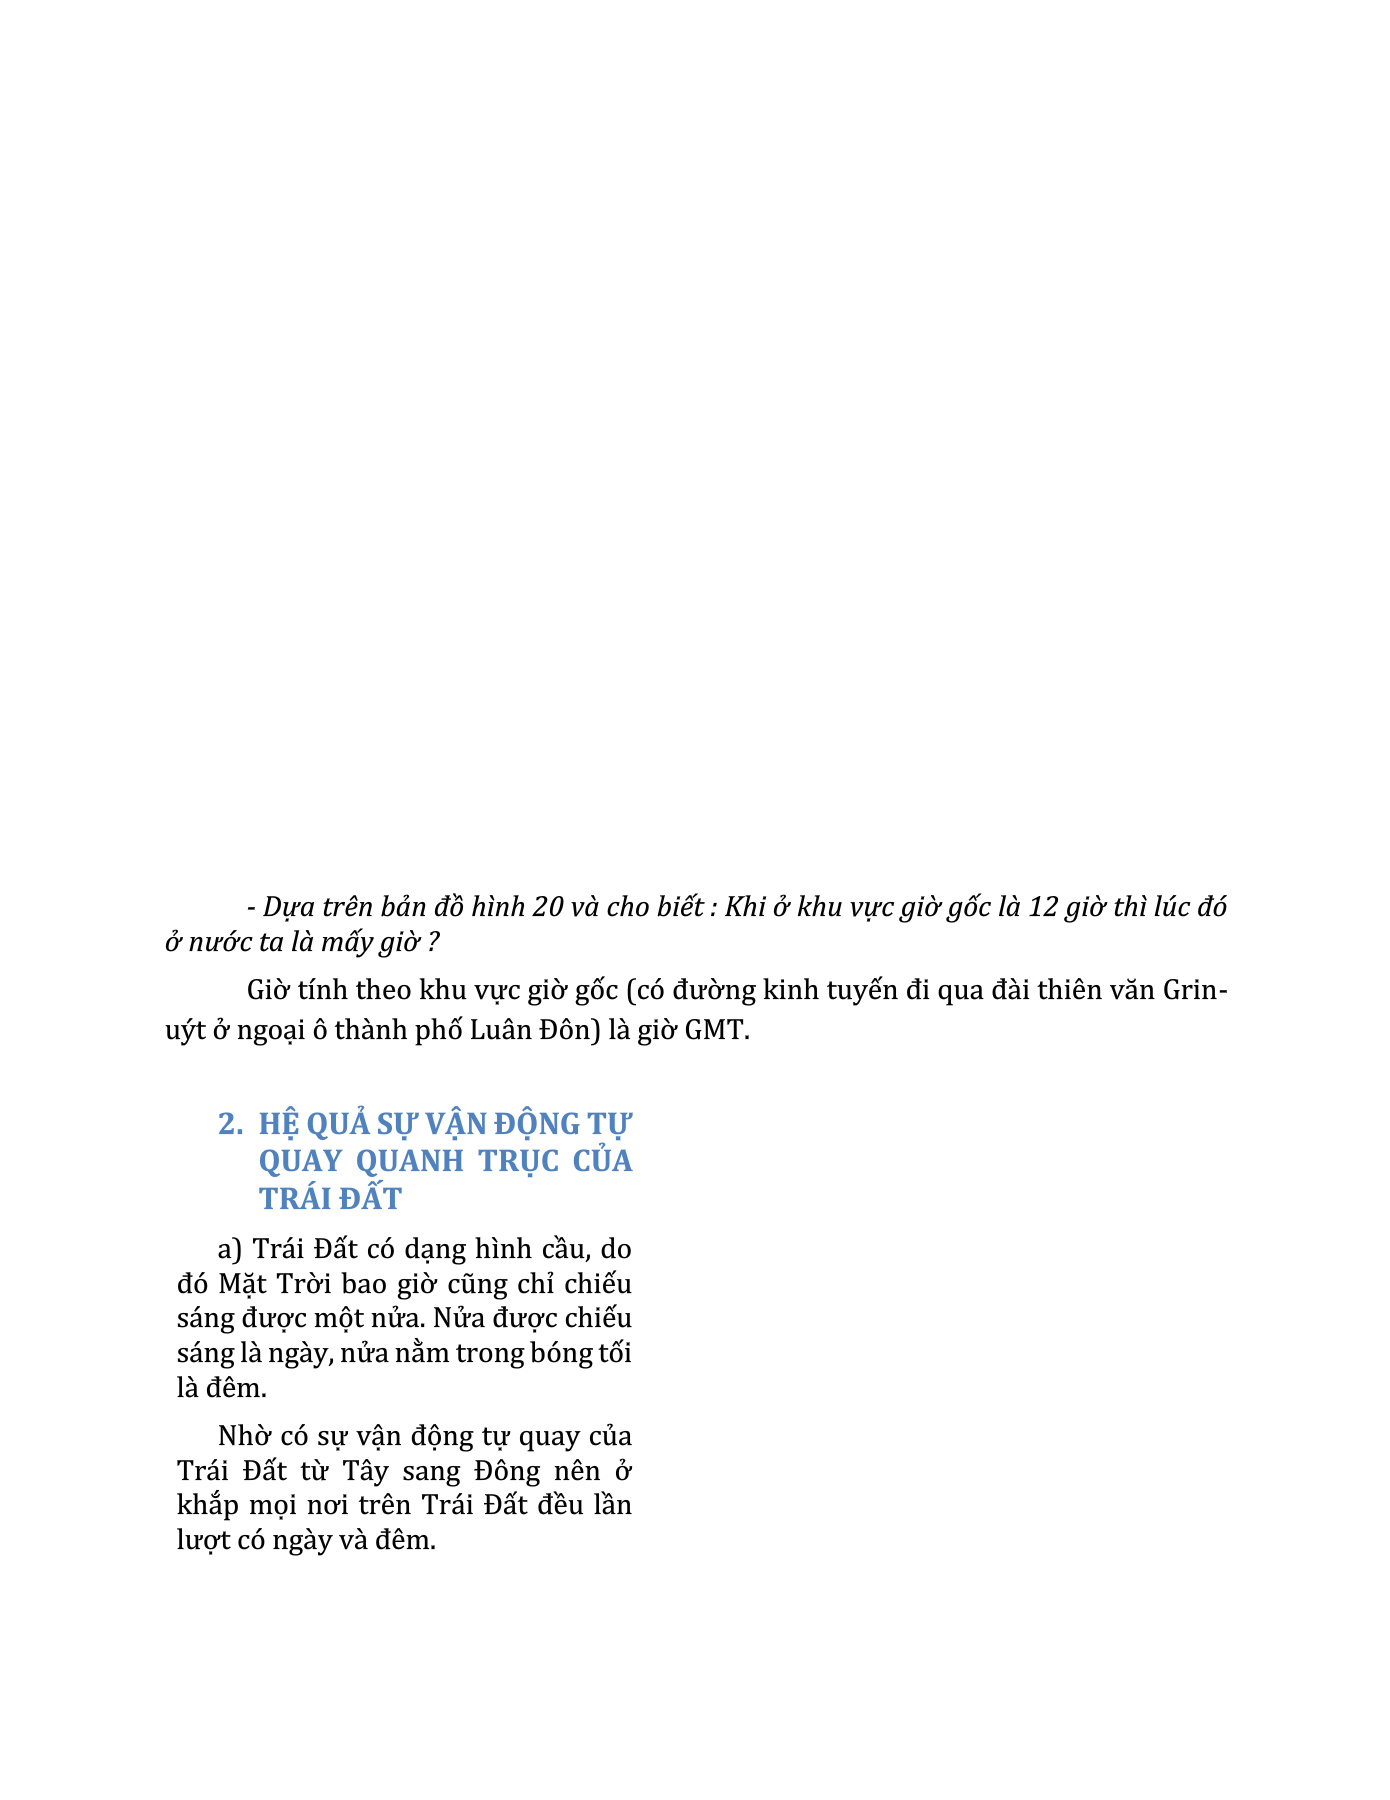 - Dựa trên bản đồ hình 20 và cho biết : Khi ở khu vực giờ gốc là 12 giờ thì lúc đó
ở nước ta là mấy giờ ?
Giờ tính theo khu vực giờ gốc (có đường kinh tuyến đi qua đài thiên văn Grin-
uýt ở ngoại ô thành phố Luân Đôn) là giờ GMT.
2. HỆ QUẢ SỰ VẬN ĐỘNG TỰ
QUAY QUANH TRỤC CỦA
TRÁI ĐẤT
a) Trái Đất có dạng hình cầu, do
đó Mặt Trời bao giờ cũng chỉ chiếu
sáng được một nửa. Nửa được chiếu
sáng là ngày, nửa nằm trong bóng tối
là đêm.
Nhờ có sự vận động tự quay của
Trái Đất từ Tây sang Đông nên ở
khắp mọi nơi trên Trái Đất đều lần
lượt có ngày và đêm.